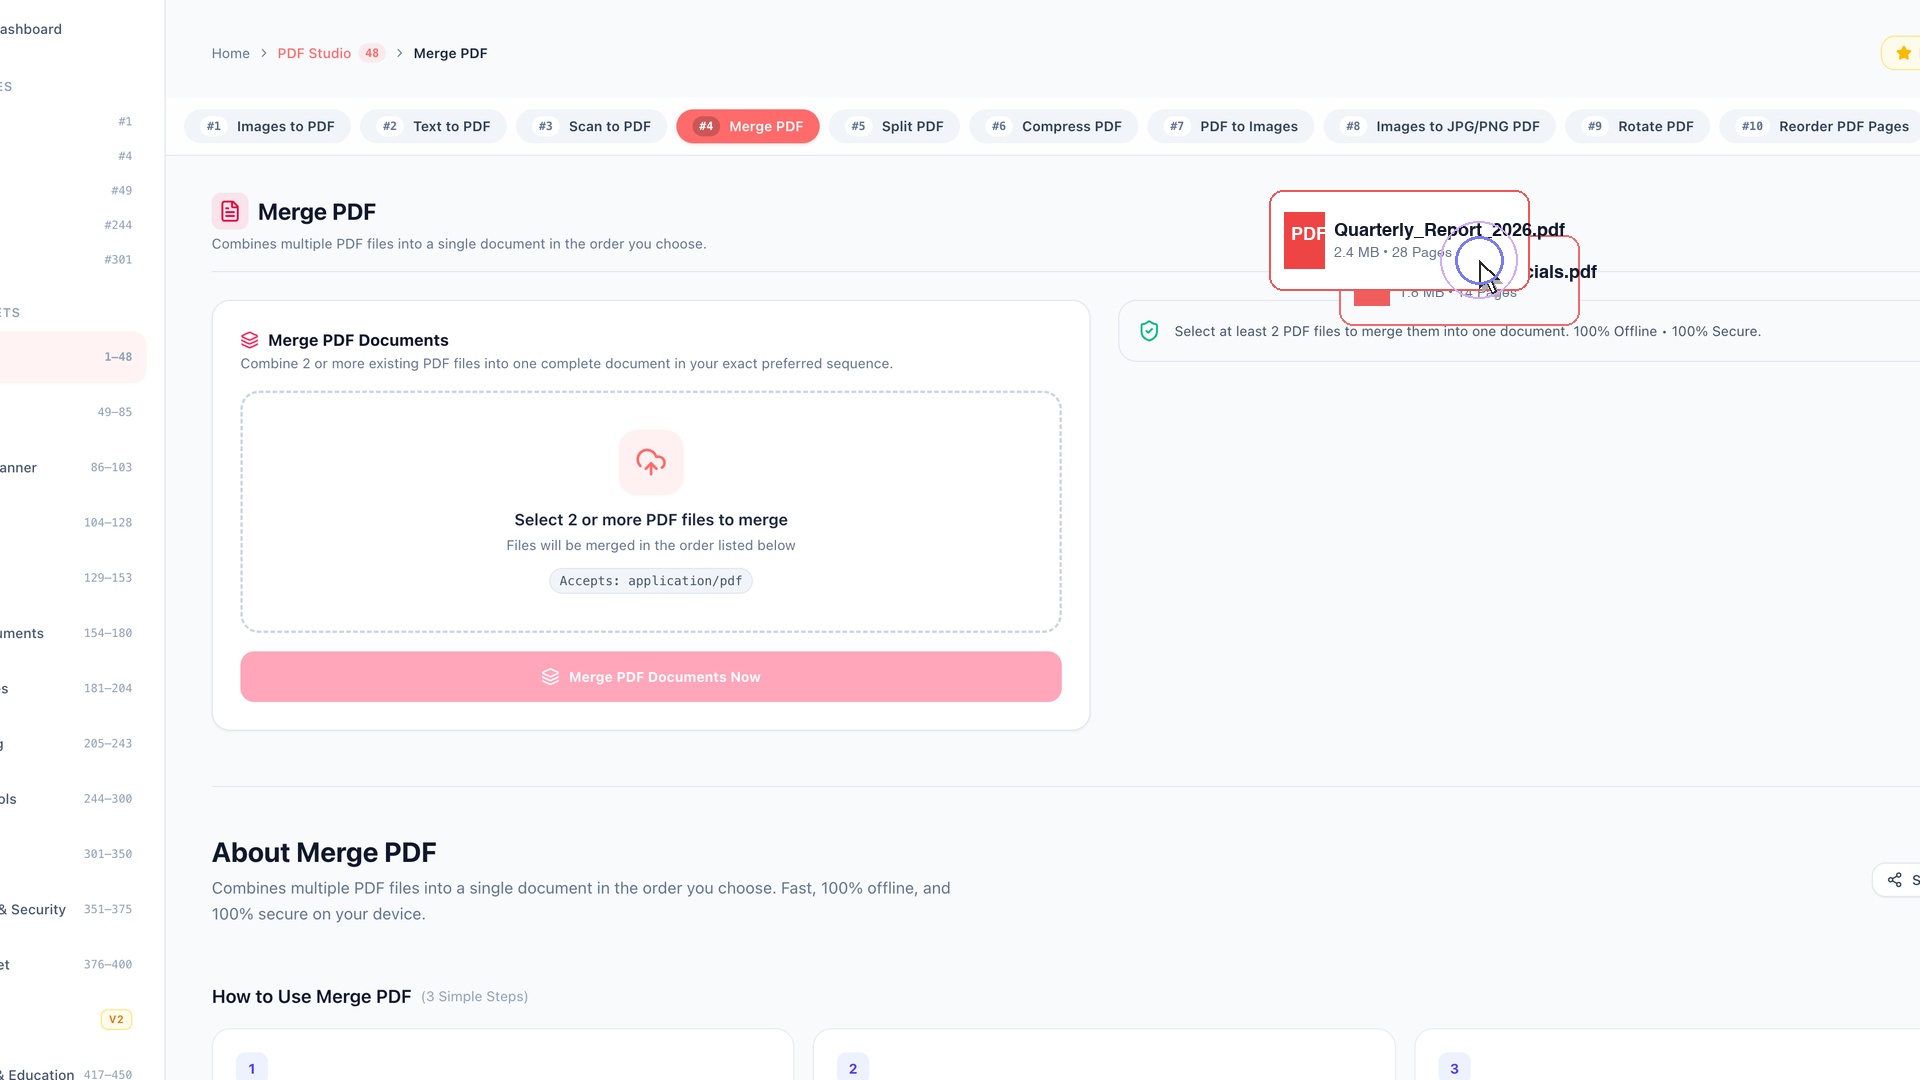 ashboard
ES
#1
#4
#49
#244
#301
ETS
1–48
49–85
anner 86–103
104–128
129–153
uments 154–180
s 181–204
g 205–243
ols 244–300
301–350
& Security 351–375
et 376–400
V2
& Education 417–450
Home > PDF Studio 48 > Merge PDF
#1 Images to PDF
#2 Text to PDF
#3 Scan to PDF
#4 Merge PDF
#5 Split PDF
#6 Compress PDF
#7 PDF to Images
#8 Images to JPG/PNG PDF
#9 Rotate PDF
#10 Reorder PDF Pages
Merge PDF
Combines multiple PDF files into a single document in the order you choose.
PDF
Quarterly_Report_2026.pdf
2.4 MB • 28 Pages
cials.pdf
1.8 MB • 14 Pages
Merge PDF Documents
Combine 2 or more existing PDF files into one complete document in your exact preferred sequence.
Select 2 or more PDF files to merge
Files will be merged in the order listed below
Accepts: application/pdf
Merge PDF Documents Now
Select at least 2 PDF files to merge them into one document. 100% Offline • 100% Secure.
About Merge PDF
Combines multiple PDF files into a single document in the order you choose. Fast, 100% offline, and
100% secure on your device.
S
How to Use Merge PDF (3 Simple Steps)
1
2
3